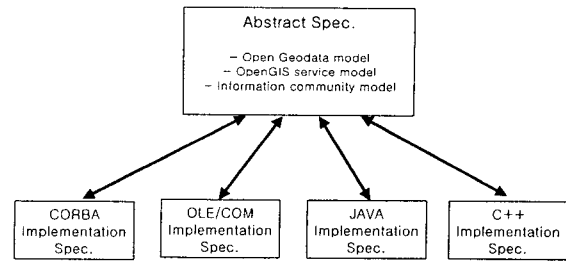 Abstract Spec.
– Open Geodata model
– OpenGIS service model
– Information community model
CORBA
Implementation
Spec.
OLE/COM
Implementation
Spec.
JAVA
Implementation
Spec.
C++
Implementation
Spec.